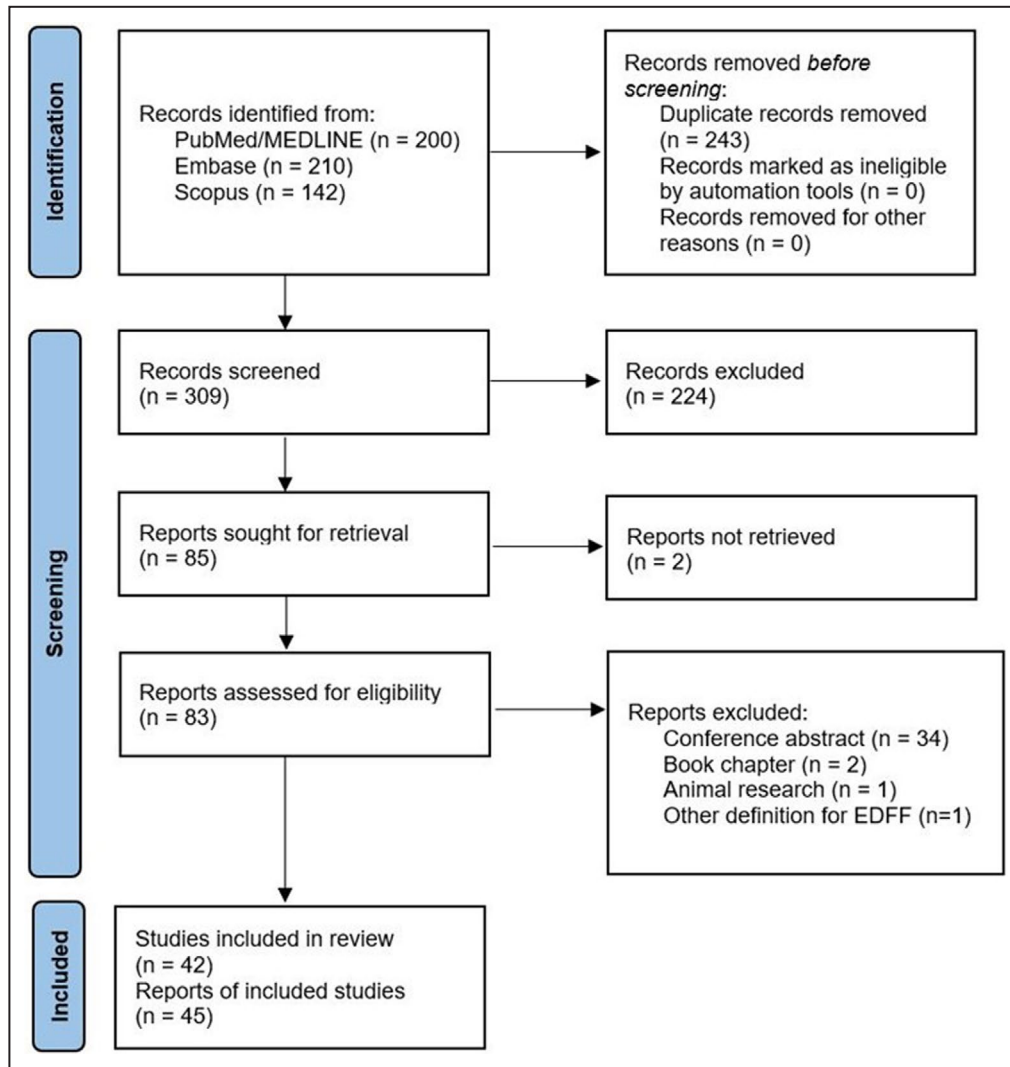 Identification
Records identified from:
PubMed/MEDLINE (n = 200)
Embase (n = 210)
Scopus (n = 142)
Records removed before
screening:
Duplicate records removed
(n = 243)
Records marked as ineligible
by automation tools (n = 0)
Records removed for other
reasons (n = 0)
Screening
Records screened
(n = 309)
Records excluded
(n = 224)
Reports sought for retrieval
(n = 85)
Reports not retrieved
(n = 2)
Reports assessed for eligibility
(n = 83)
Reports excluded:
Conference abstract (n = 34)
Book chapter (n = 2)
Animal research (n = 1)
Other definition for EDFF (n=1)
Included
Studies included in review
(n = 42)
Reports of included studies
(n = 45)